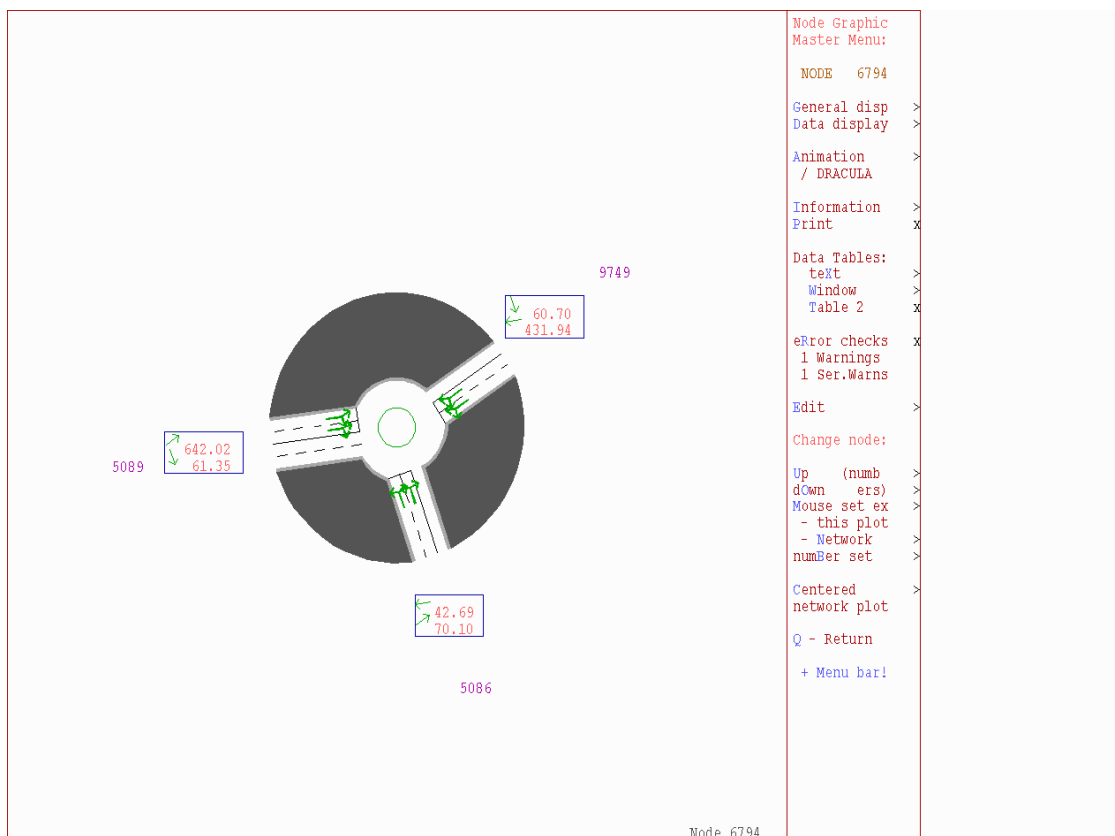 Node Graphic
Master Menu:
NODE 6794
General disp >
Data display >
Animation >
/ DRACULA
Information >
Print x
Data Tables:
teXt >
Window >
Table 2 x
eRror checks x
1 Warnings
1 Ser.Warns
Edit >
Change node:
Up (numb >
dOwn ers) >
Mouse set ex >
- this plot
- Network >
numBer set >
Centered >
network plot
Q - Return
+ Menu bar!
9749
60.70
431.94
5089
642.02
61.35
42.69
70.10
5086
Node 6794